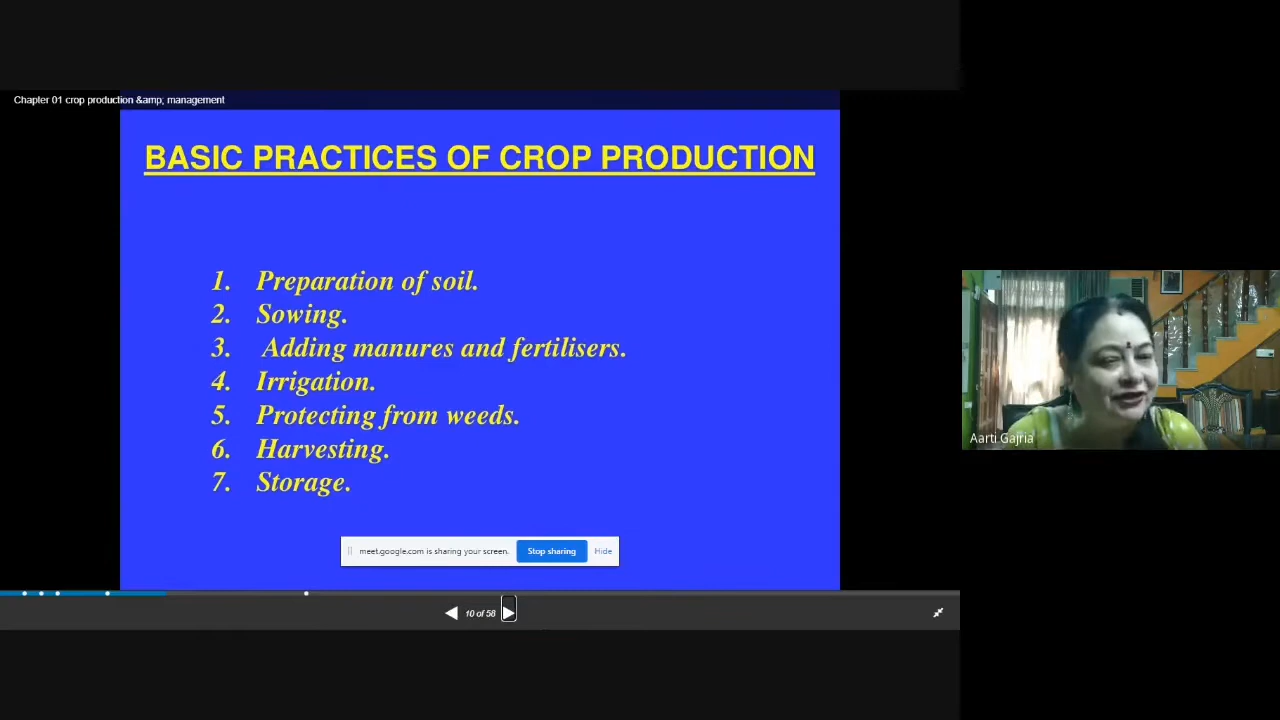 Chapter 01 crop production &amp; management
BASIC PRACTICES OF CROP PRODUCTION
1. Preparation of soil.
2. Sowing.
3. Adding manures and fertilisers.
4. Irrigation.
5. Protecting from weeds.
6. Harvesting.
7. Storage.
meet.google.com is sharing your screen. Stop sharing Hide
10 of 58
Aarti Gajria